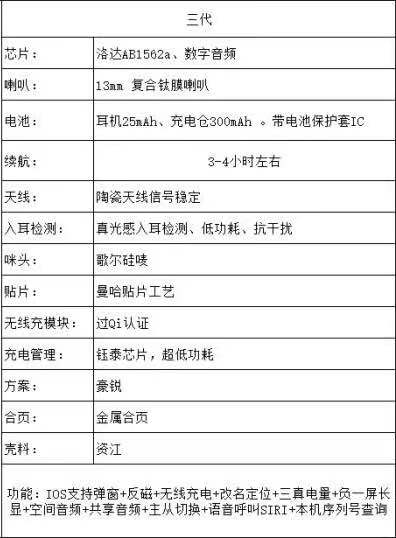 三代
芯片： 洛达AB1562a、数字音频
喇叭： 13mm 复合钛膜喇叭
电池： 耳机25mAh、充电仓300mAh 。带电池保护套IC
续航： 3-4小时左右
天线： 陶瓷天线信号稳定
入耳检测： 真光感入耳检测、低功耗、抗干扰
咪头： 歌尔硅唛
贴片： 曼哈贴片工艺
无线充模块： 过Qi认证
充电管理： 钰泰芯片，超低功耗
方案： 豪锐
合页： 金属合页
壳料： 资江
功能：IOS支持弹窗+反磁+无线充电+改名定位+三真电量+负一屏长
显+空间音频+共享音频+主从切换+语音呼叫SIRI+本机序列号查询